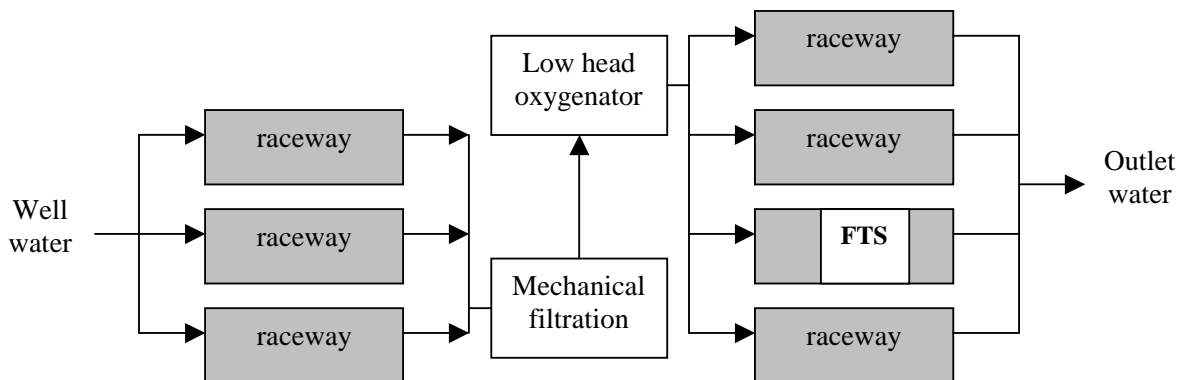 Well
water
raceway
raceway
raceway
Mechanical
filtration
Low head
oxygenator
raceway
raceway
FTS
raceway
Outlet
water